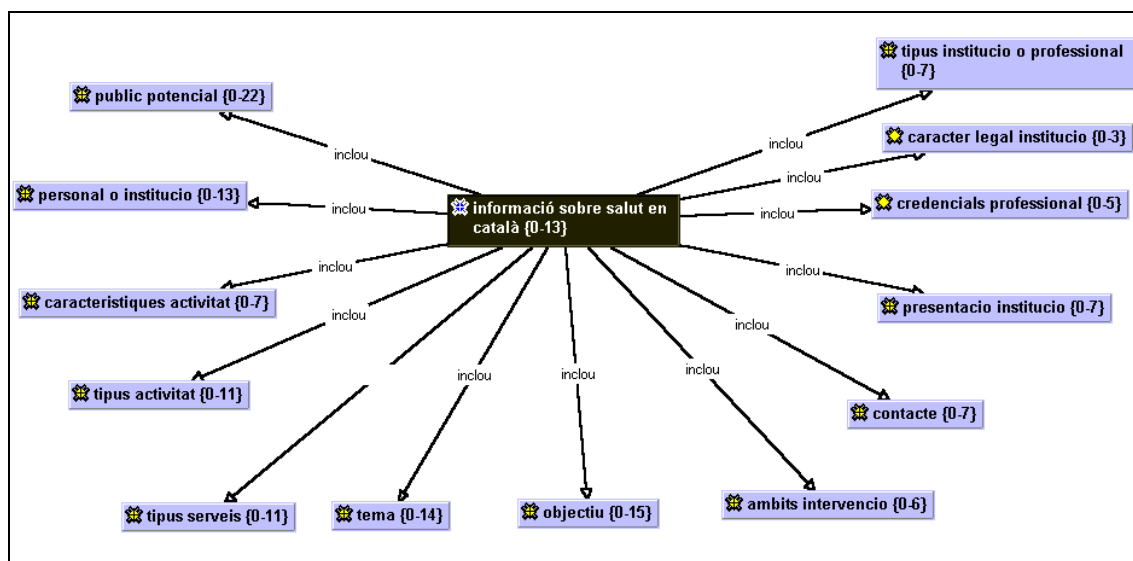 tipus institucio o professional
{0-7}
public potencial {0-22}
inclou
inclou
caracter legal institucio {0-3}
inclou
personal o institucio {0-13}
inclou
informació sobre salut en
català {0-13}
inclou
credencials professional {0-5}
inclou
inclou
caracteristiques activitat {0-7}
presentacio institucio {0-7}
inclou
inclou
tipus activitat {0-11}
inclou
inclou
inclou
contacte {0-7}
tipus serveis {0-11}
tema {0-14}
objectiu {0-15}
ambits intervencio {0-6}